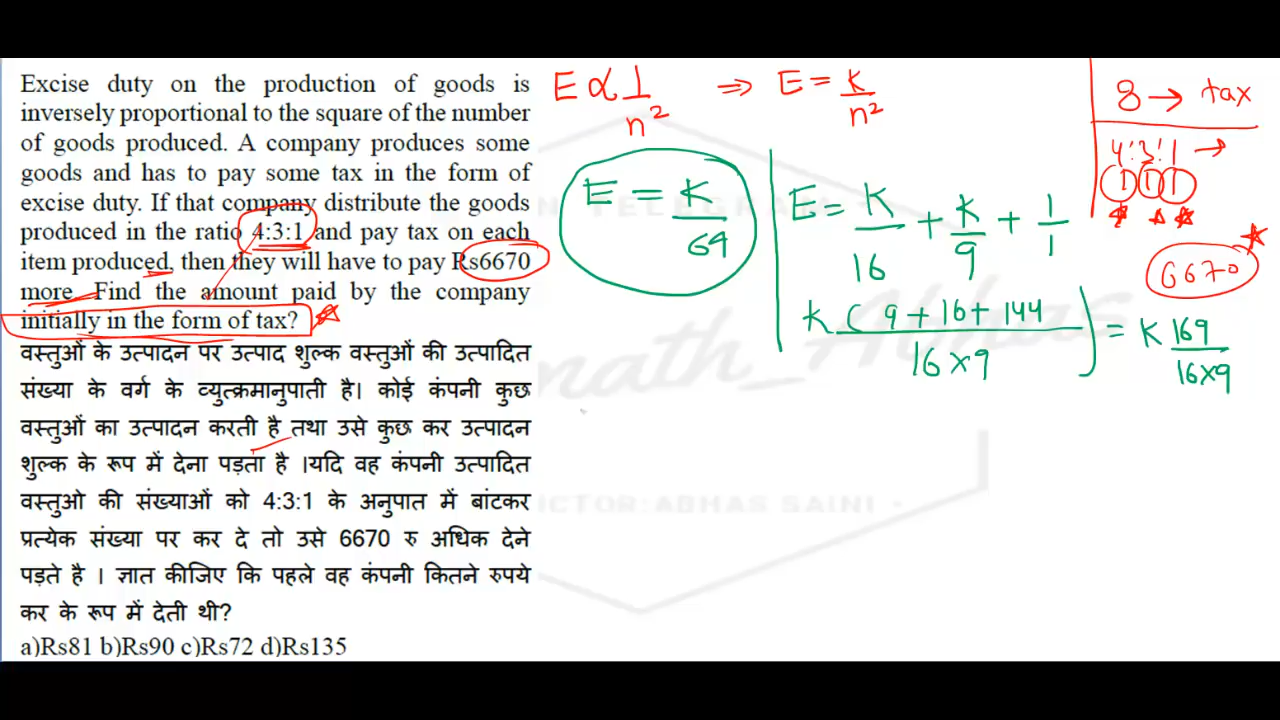 Excise duty on the production of goods is
inversely proportional to the square of the number
of goods produced. A company produces some
goods and has to pay some tax in the form of
excise duty. If that company distribute the goods
produced in the ratio 4:3:1 and pay tax on each
item produced, then they will have to pay Rs6670
more. Find the amount paid by the company
initially in the form of tax?
वस्तुओं के उत्पादन पर उत्पाद शुल्क वस्तुओं की उत्पादित
संख्या के वर्ग के व्युत्क्रमानुपाती है। कोई कंपनी कुछ
वस्तुओं का उत्पादन करती है तथा उसे कुछ कर उत्पादन
शुल्क के रूप में देना पड़ता है ।यदि वह कंपनी उत्पादित
वस्तुओ की संख्याओं को 4:3:1 के अनुपात में बांटकर
प्रत्येक संख्या पर कर दे तो उसे 6670 रु अधिक देने
पड़ते है । ज्ञात कीजिए कि पहले वह कंपनी कितने रुपये
कर के रूप में देती थी?
a)Rs81 b)Rs90 c)Rs72 d)Rs135
E ∝ 1/n² ⇒ E = k/n²
E = K/64
E = K/16 + K/9 + 1/1
K (9+16+144 / 16×9) = K 169/16×9
8 → tax
4:3:1 →
1 1 1
6670
INSTRUCTOR:ABHAS SAINI